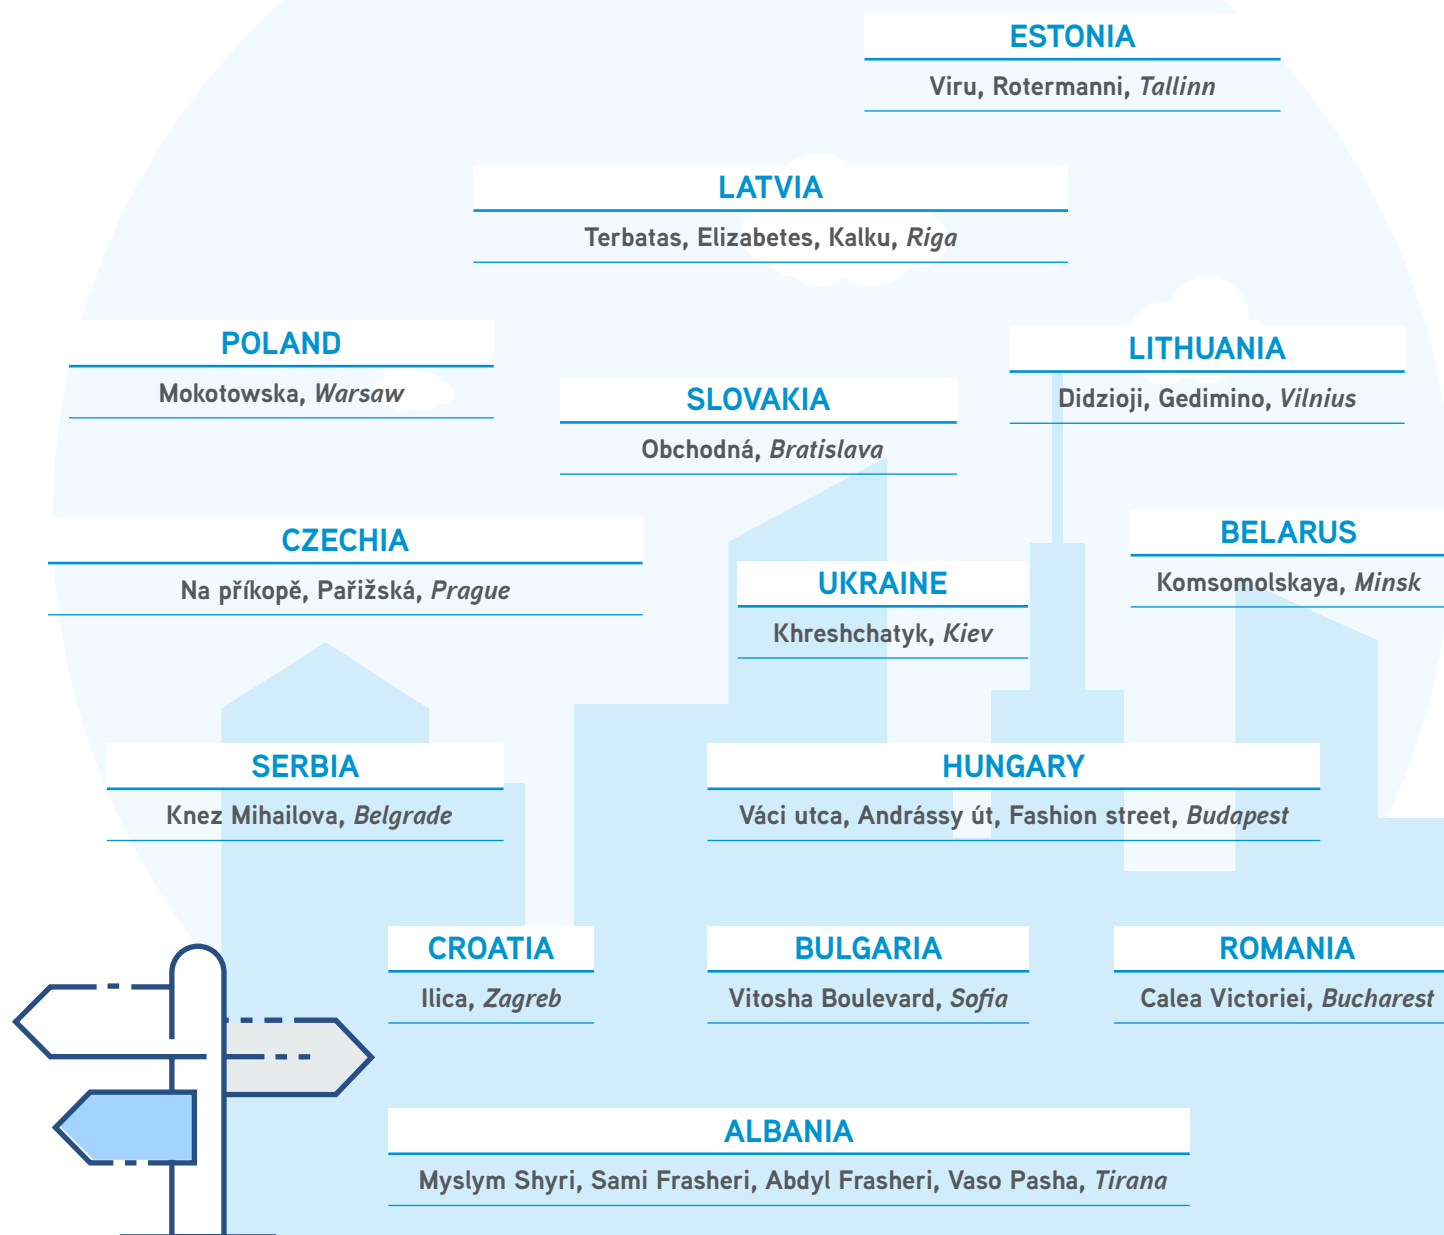 ESTONIA
Viru, Rotermanni, Tallinn
LATVIA
Terbatas, Elizabetes, Kalku, Riga
POLAND
Mokotowska, Warsaw
LITHUANIA
Didzioji, Gedimino, Vilnius
SLOVAKIA
Obchodná, Bratislava
CZECHIA
Na příkopě, Pařižská, Prague
BELARUS
Komsomolskaya, Minsk
UKRAINE
Khreshchatyk, Kiev
SERBIA
Knez Mihailova, Belgrade
HUNGARY
Váci utca, Andrássy út, Fashion street, Budapest
CROATIA
Ilica, Zagreb
BULGARIA
Vitosha Boulevard, Sofia
ROMANIA
Calea Victoriei, Bucharest
ALBANIA
Myslym Shyri, Sami Frasheri, Abdyl Frasheri, Vaso Pasha, Tirana